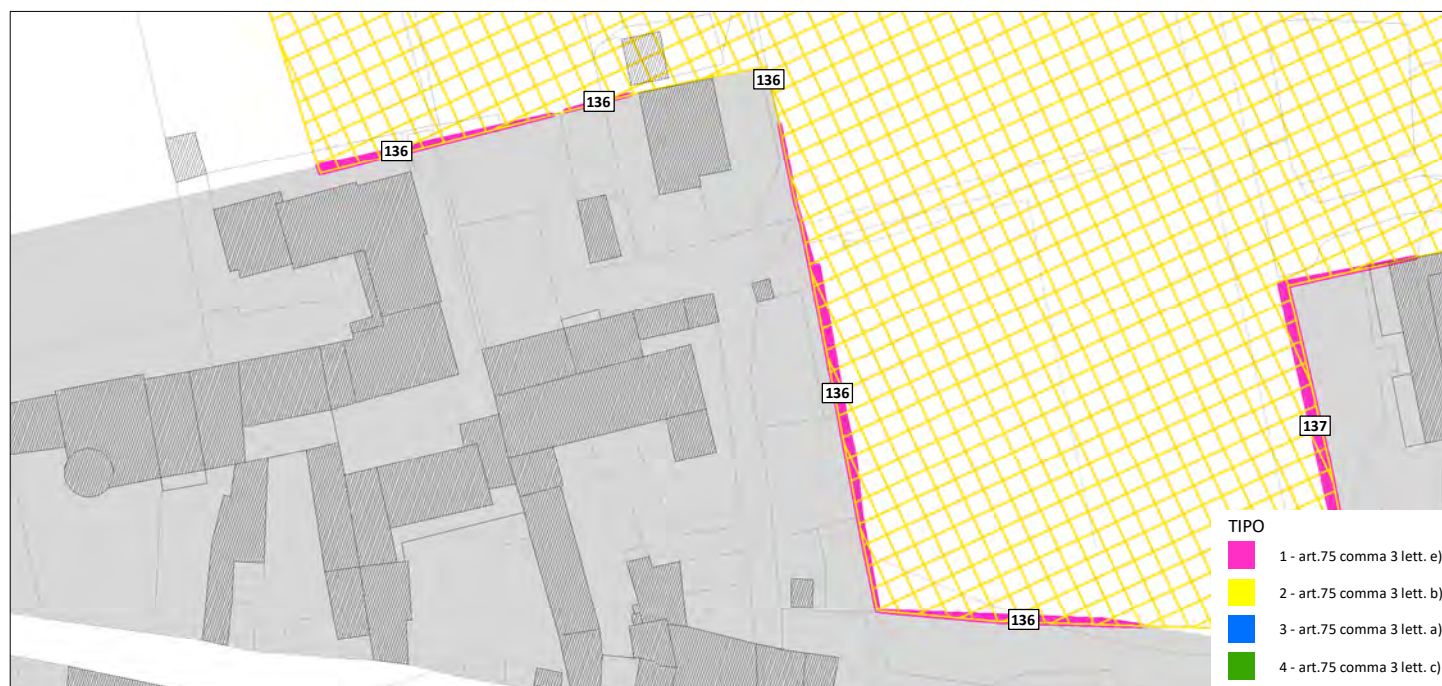 136
136
136
136
137
136
TIPO
1 - art.75 comma 3 lett. e)
2 - art.75 comma 3 lett. b)
3 - art.75 comma 3 lett. a)
4 - art.75 comma 3 lett. c)